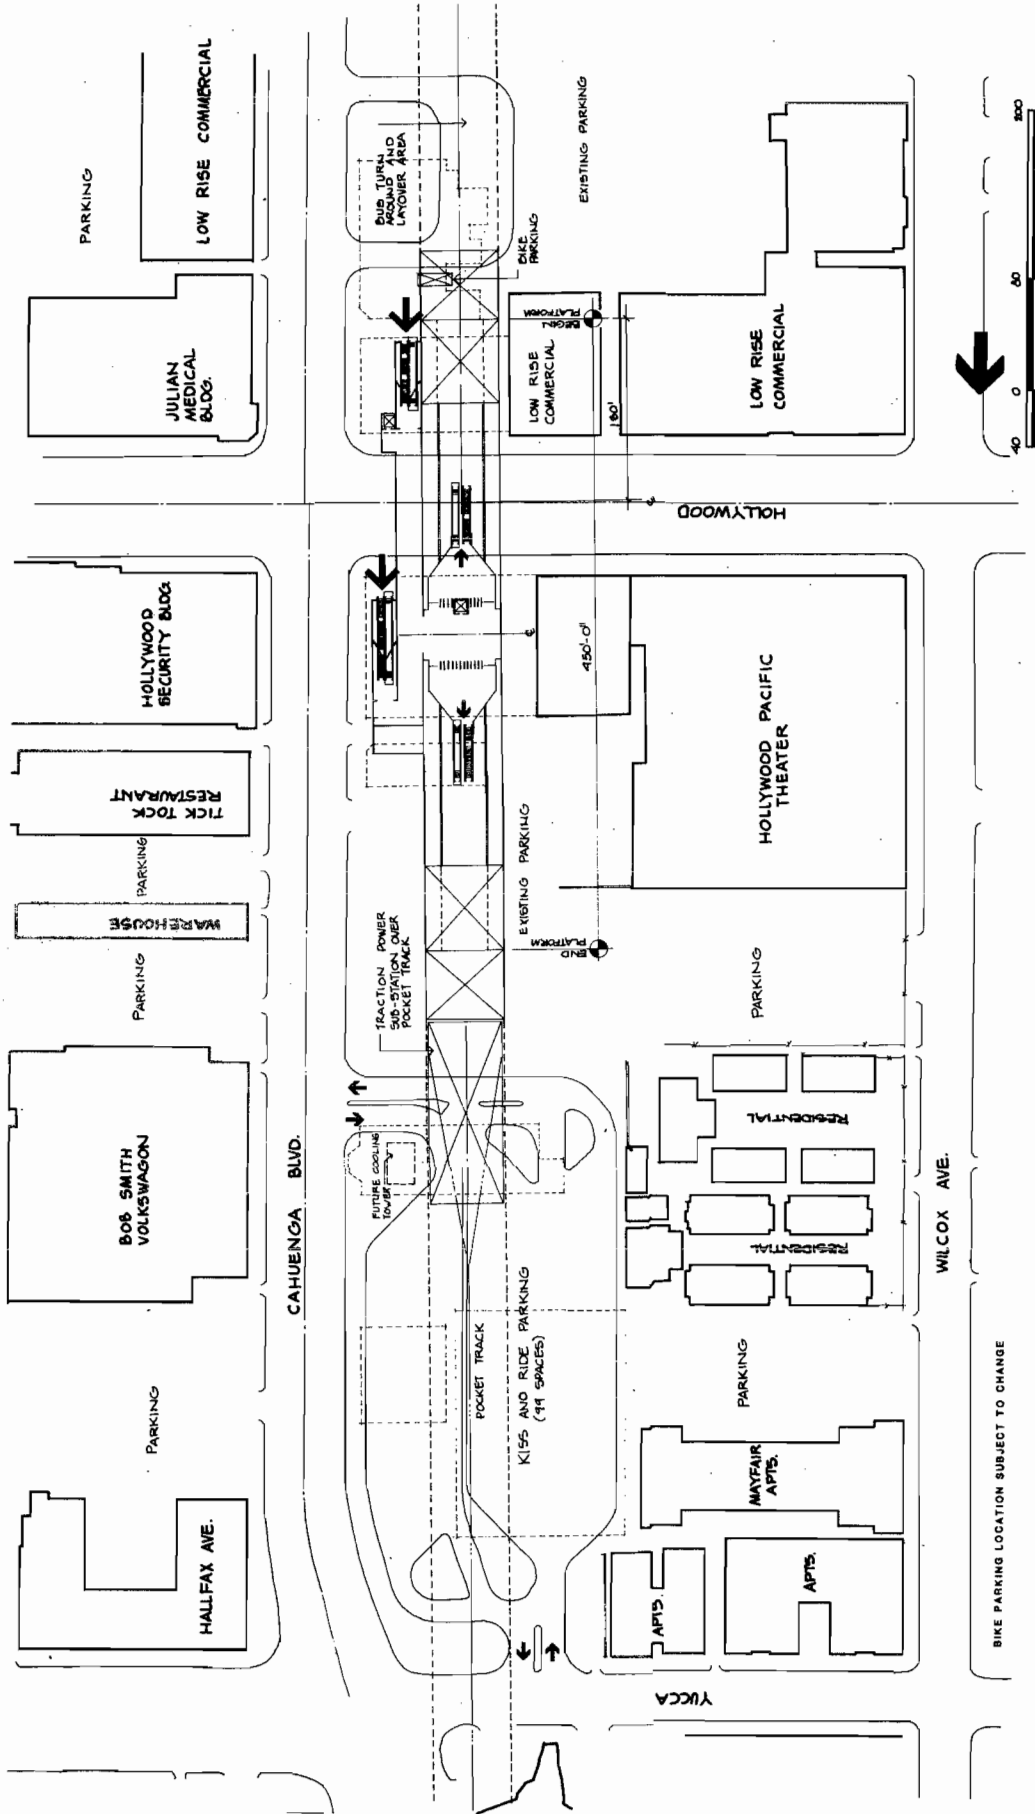 PARKING
LOW RISE COMMERCIAL
JULIAN
MEDICAL
BLDG.
HOLLYWOOD
SECURITY BLDG
TICK TOCK
RESTAURANT
PARKING
WAREHOUSE
PARKING
BOB SMITH
VOLKSWAGON
PARKING
HALLFAX AVE.
CAHUENGA BLVD.
BUS TURN
AROUND AND
LAYOVER AREA
BIKE
PARKING
EXISTING PARKING
BEGIN
PLATFORM
LOW RISE
COMMERCIAL
180'
LOW RISE
COMMERCIAL
HOLLYWOOD
450'-0"
HOLLYWOOD PACIFIC
THEATER
EXISTING PARKING
END
PLATFORM
TRACTION POWER
SUB-STATION OVER
POCKET TRACK
PARKING
FUTURE COOLING
TOWER
RESIDENTIAL
RESIDENTIAL
POCKET TRACK
KISS AND RIDE PARKING
(99 SPACES)
PARKING
MAYFAIR
APTS.
APTS.
APTS.
YUCCA
WILCOX AVE.
40 0 80 200
BIKE PARKING LOCATION SUBJECT TO CHANGE